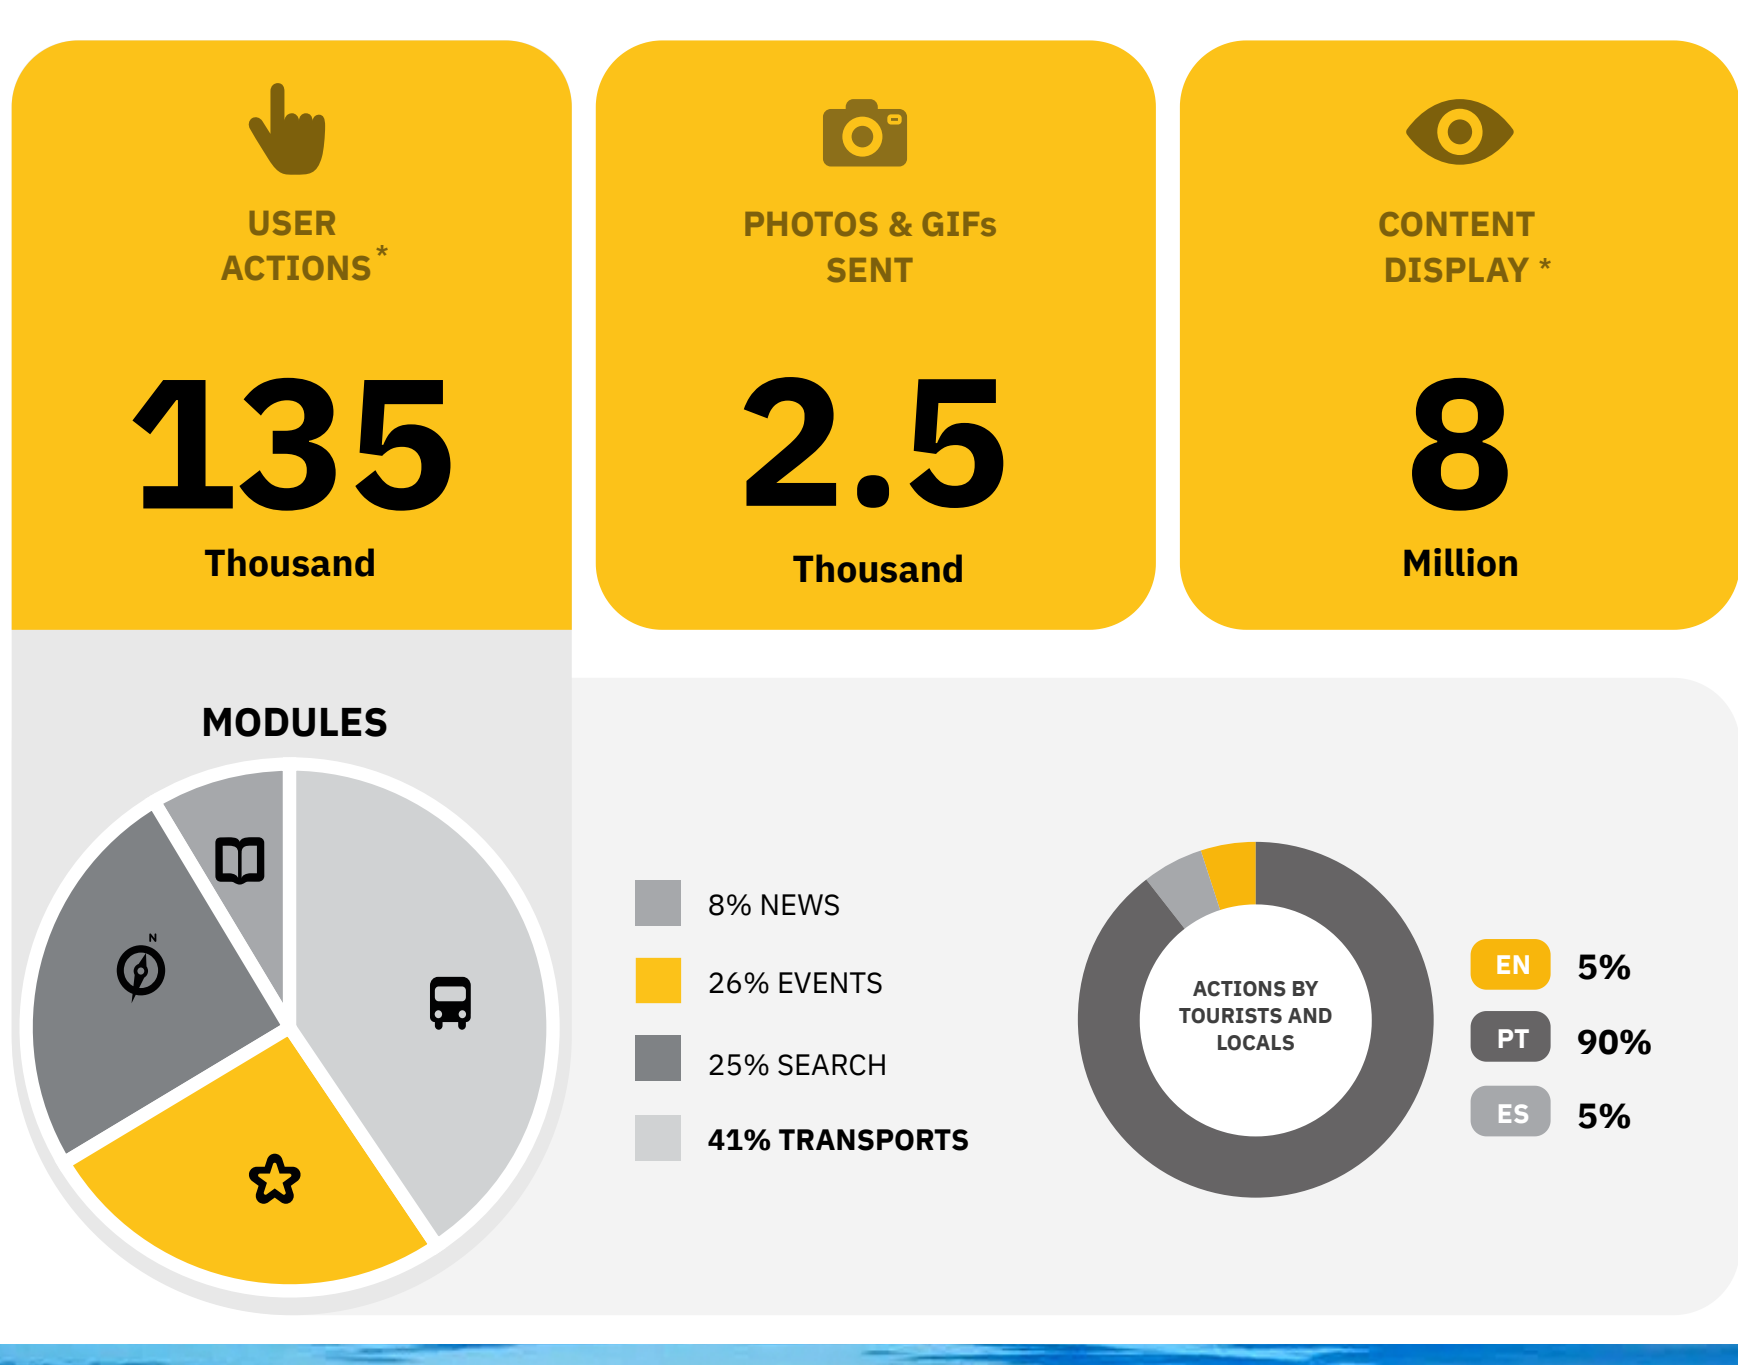 USER
ACTIONS*
135
Thousand
PHOTOS & GIFs
SENT
2.5
Thousand
CONTENT
DISPLAY *
8
Million
MODULES
N
8% NEWS
26% EVENTS
25% SEARCH
41% TRANSPORTS
ACTIONS BY
TOURISTS AND
LOCALS
EN 5%
PT 90%
ES 5%